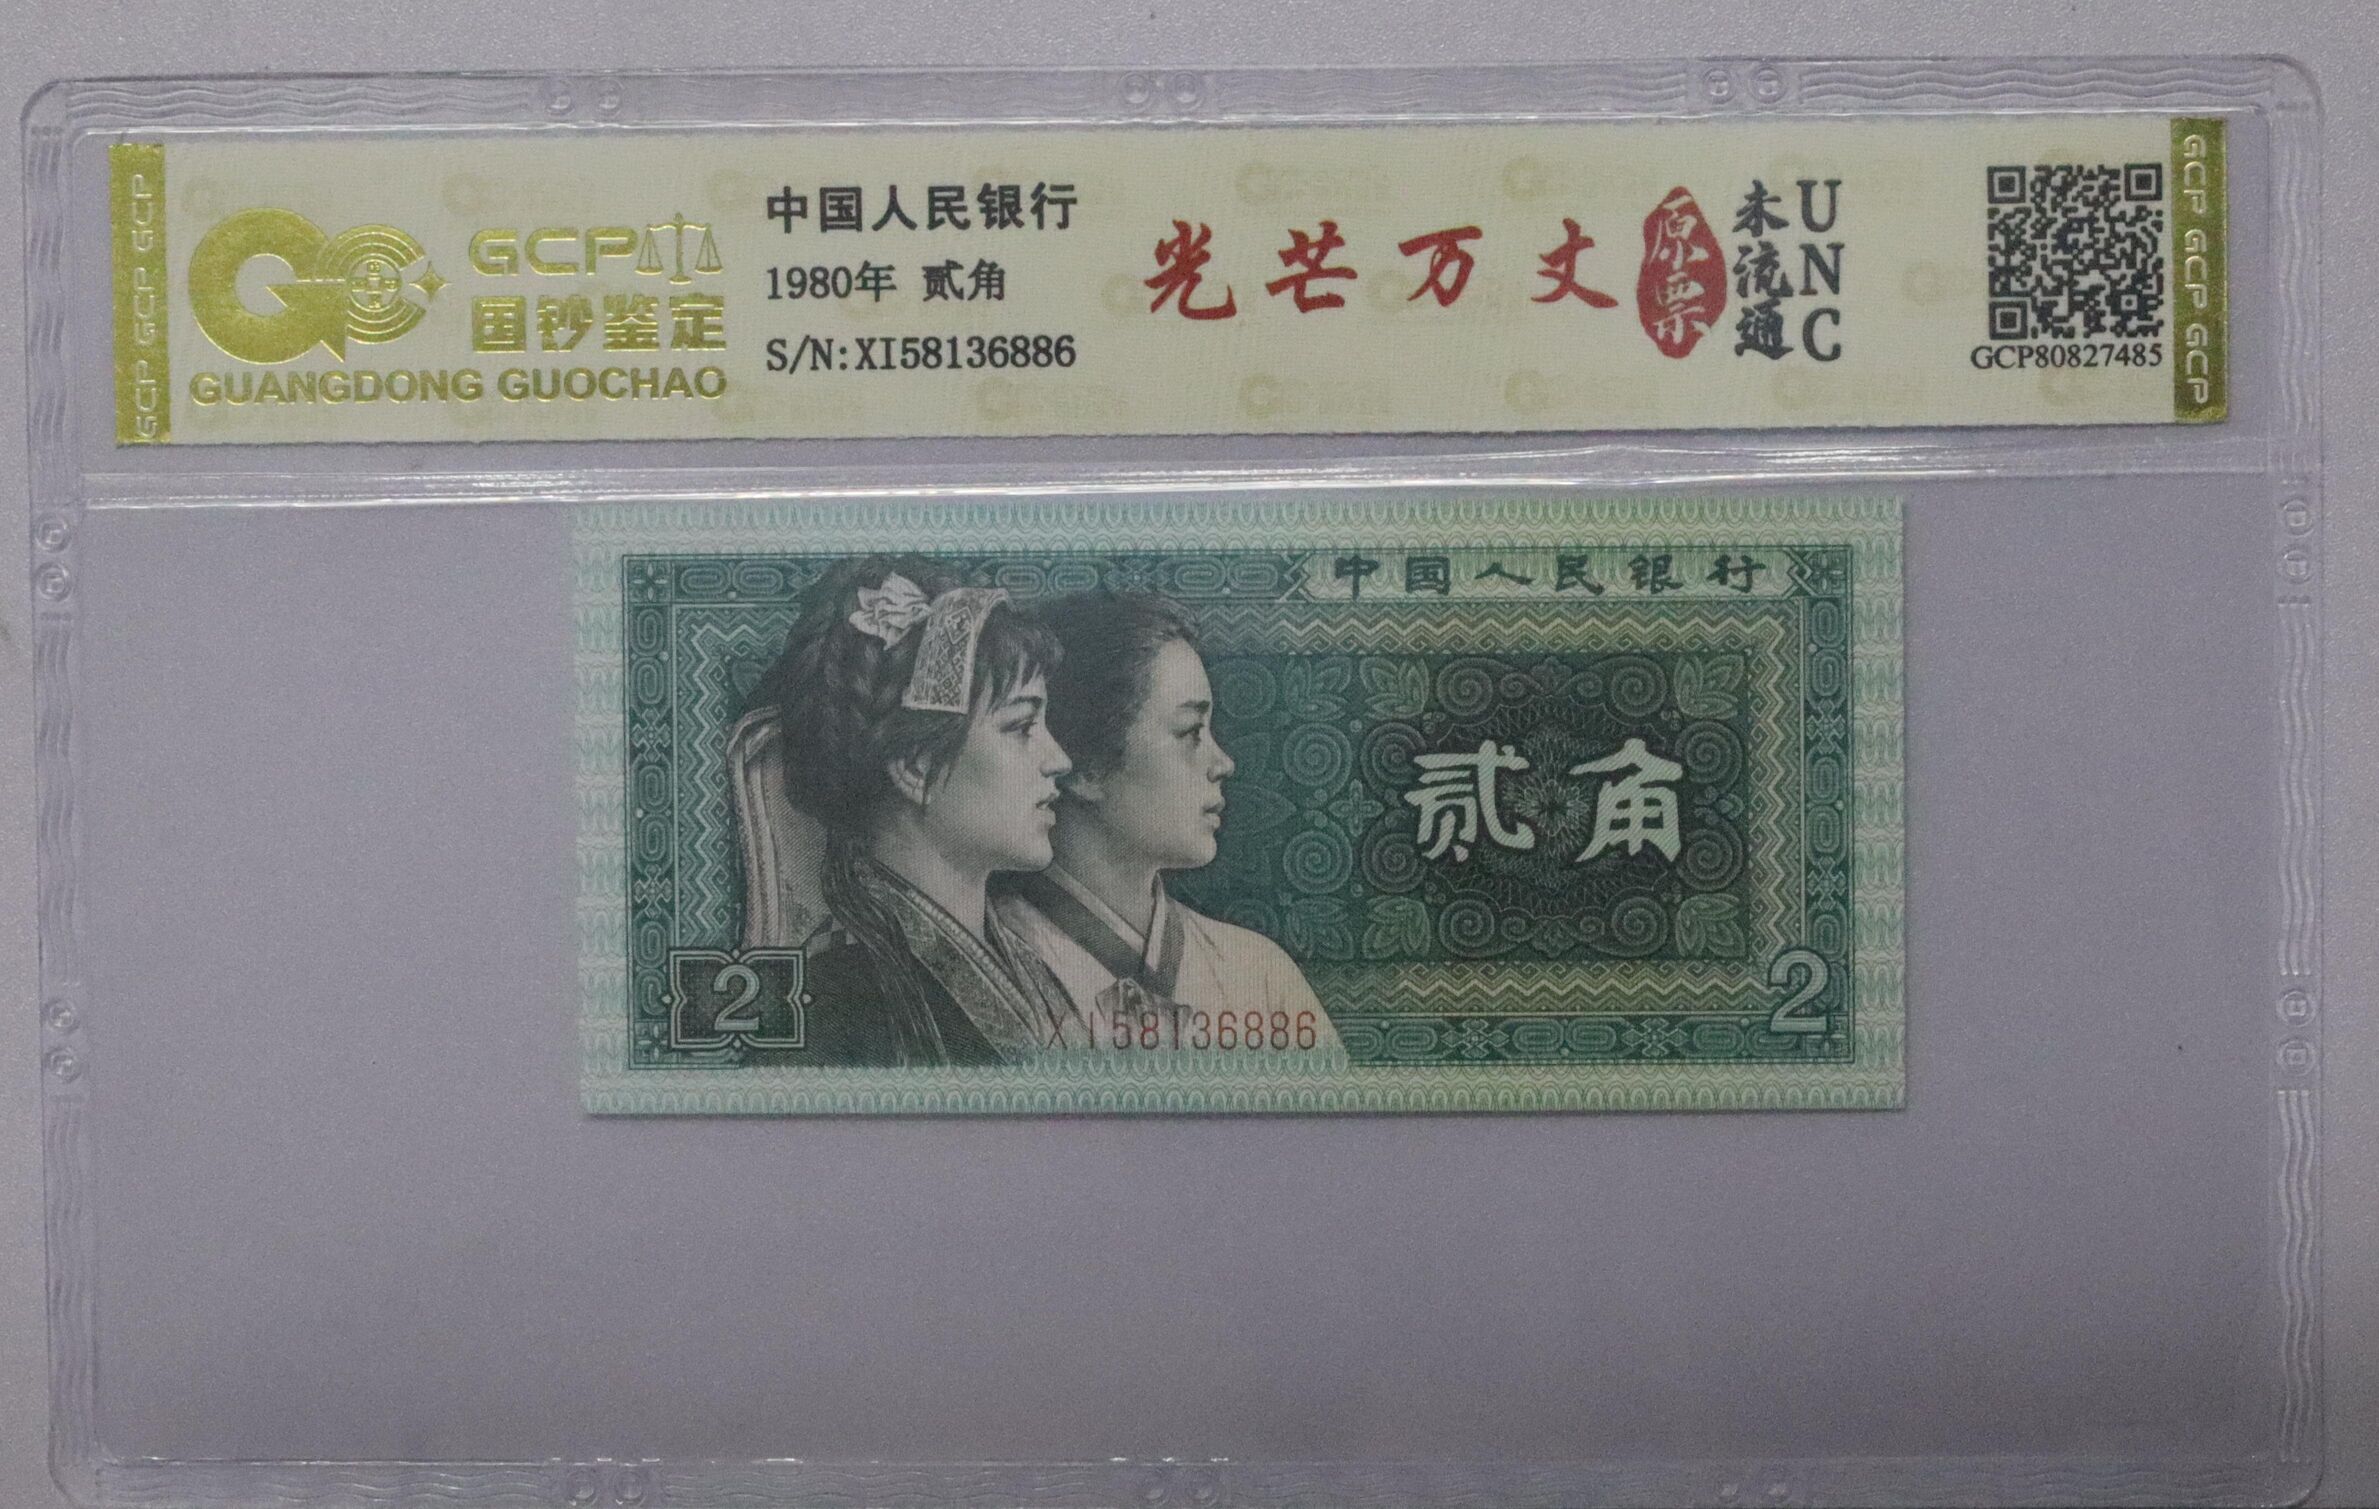 GCP GCP GCP
GCP
国钞鉴定
GUANGDONG GUOCHAO
中国人民银行
1980年 贰角
S/N:XI58136886
光芒万丈
原票
未流通
UNC
GCP80827485
GCP GCP GCP
中国人民银行
贰角
2
XI58136886
2